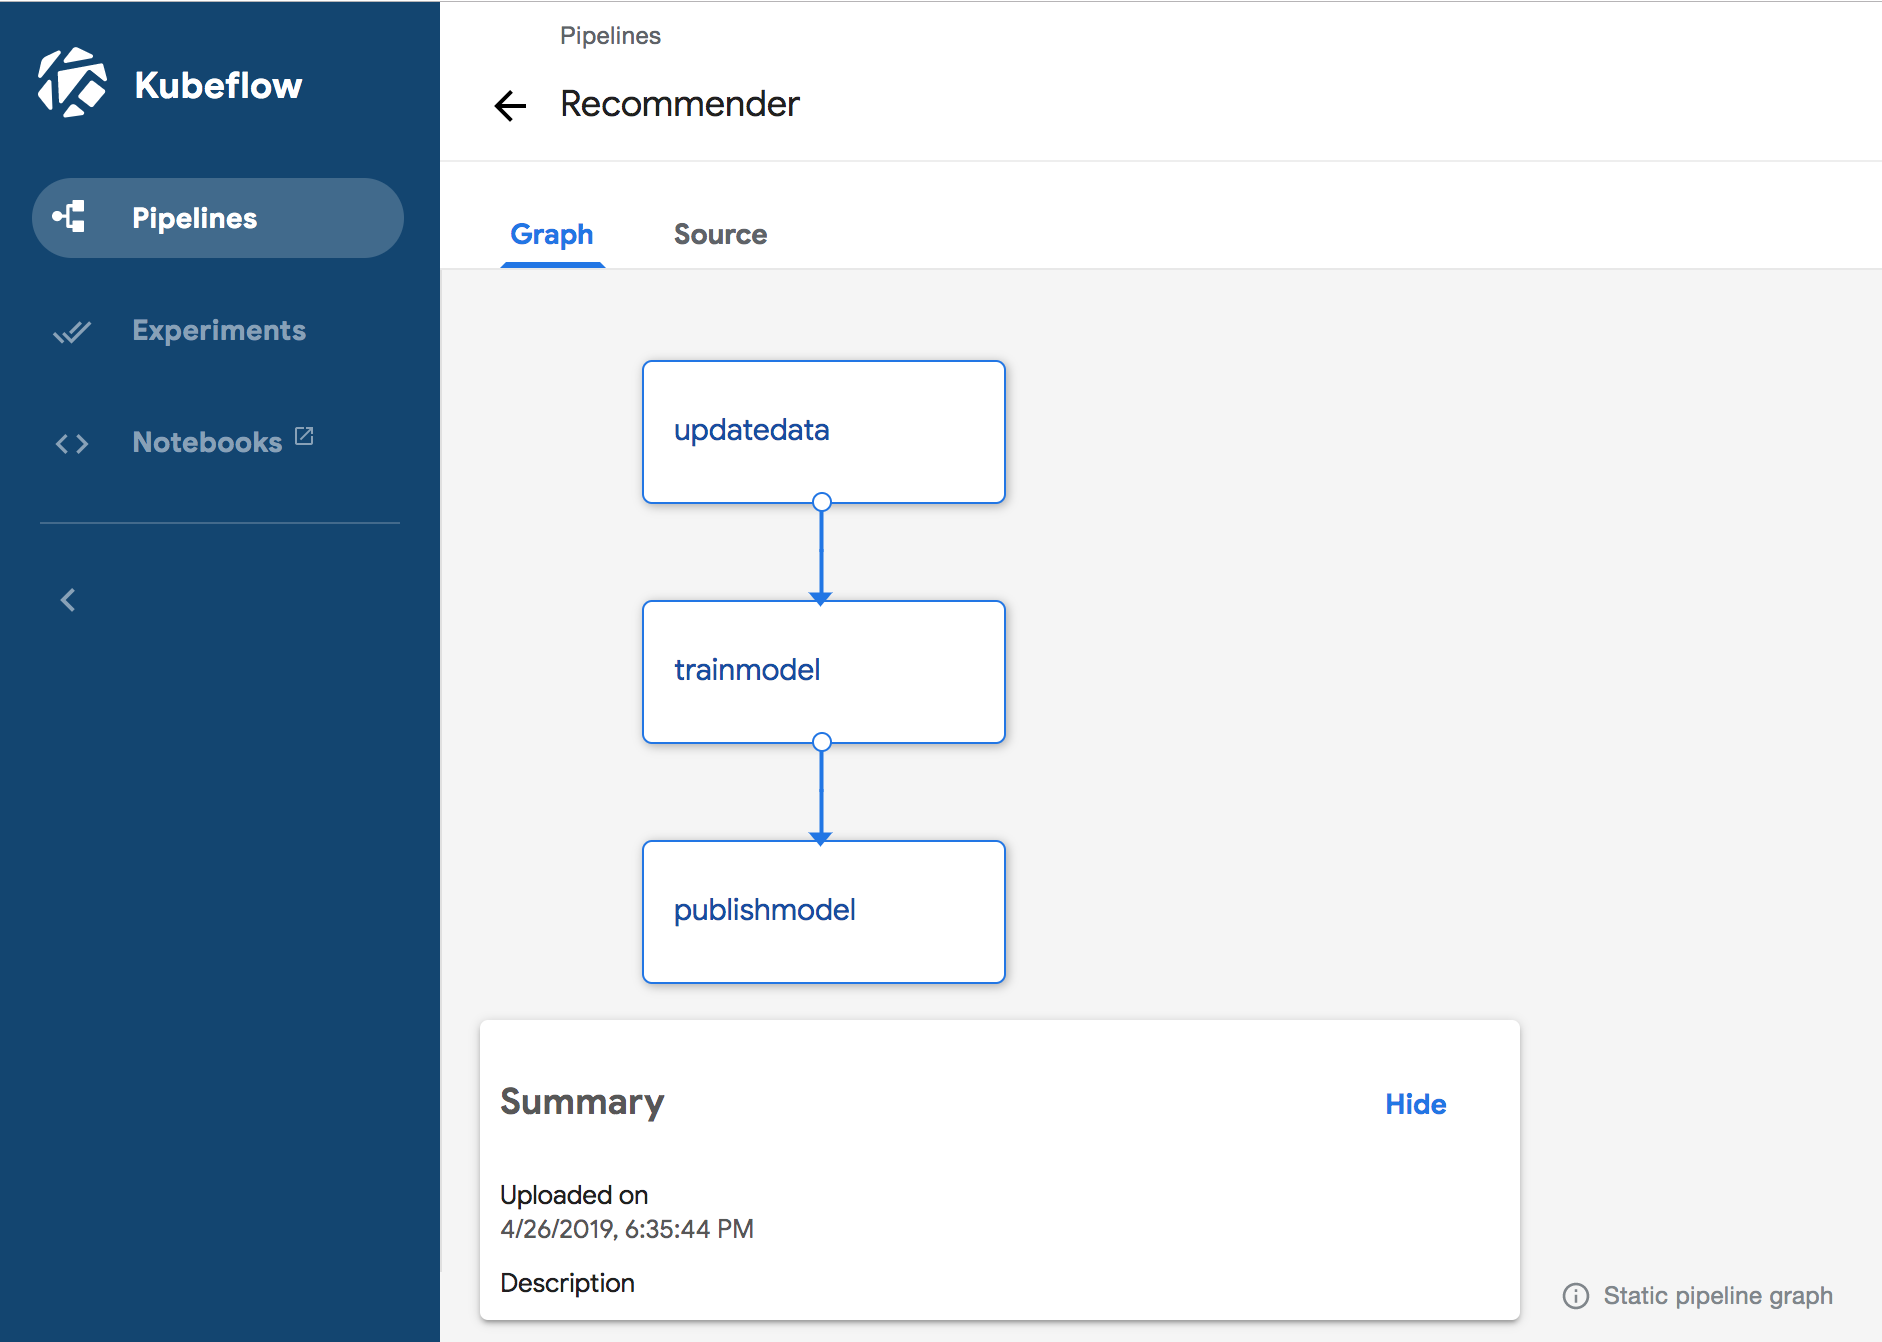 Kubeflow
Pipelines
Experiments
Notebooks
Pipelines
Recommender
Graph
Source
updatedata
trainmodel
publishmodel
Summary
Hide
Uploaded on
4/26/2019, 6:35:44 PM
Description
Static pipeline graph